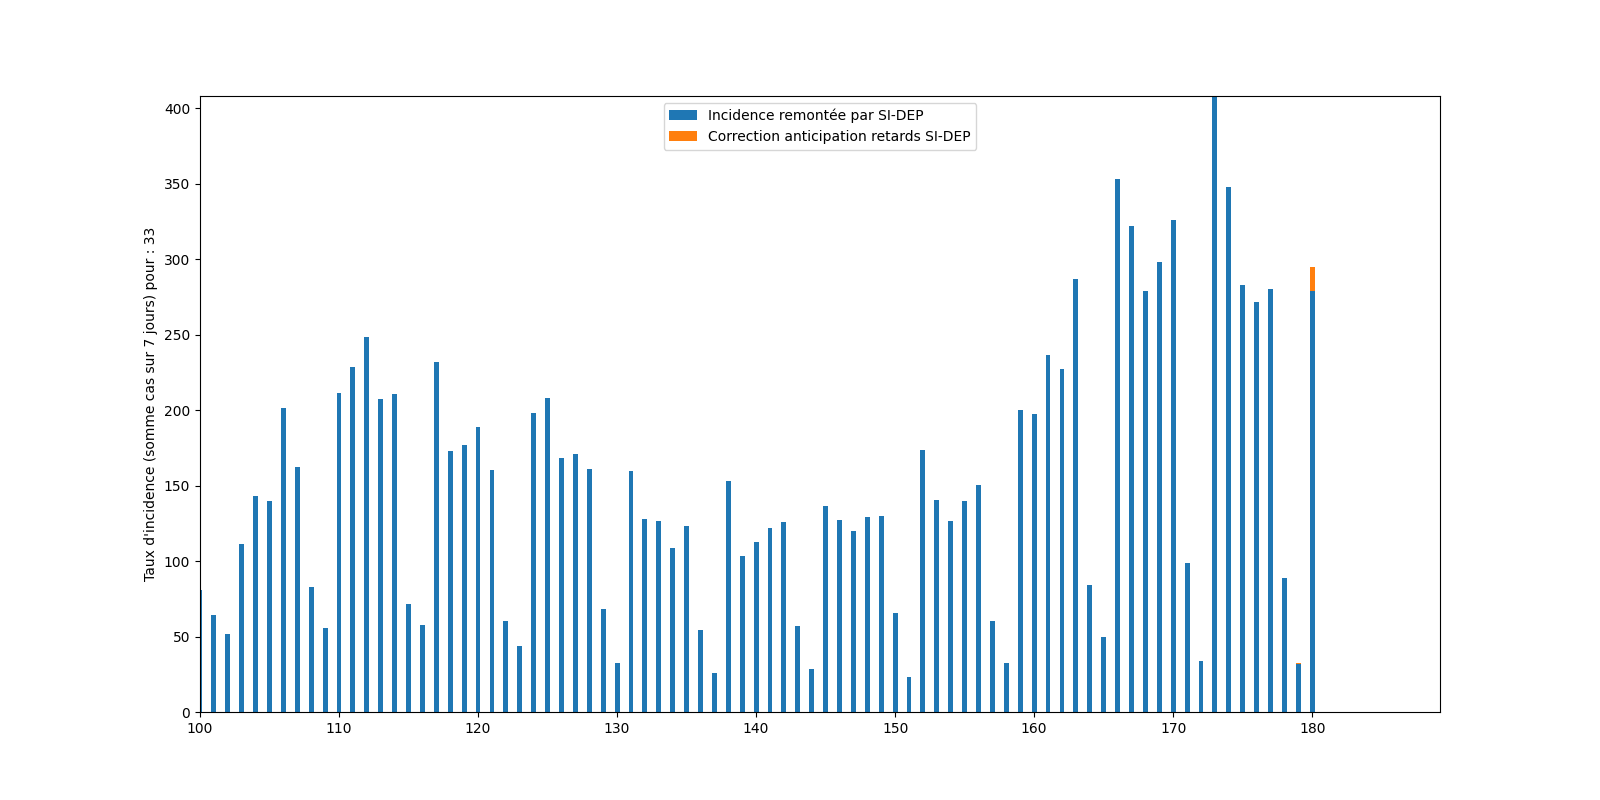 Incidence remontée par SI-DEP
Correction anticipation retards SI-DEP
Taux d'incidence (somme cas sur 7 jours) pour : 33
400
350
300
250
200
150
100
50
0
100 110 120 130 140 150 160 170 180